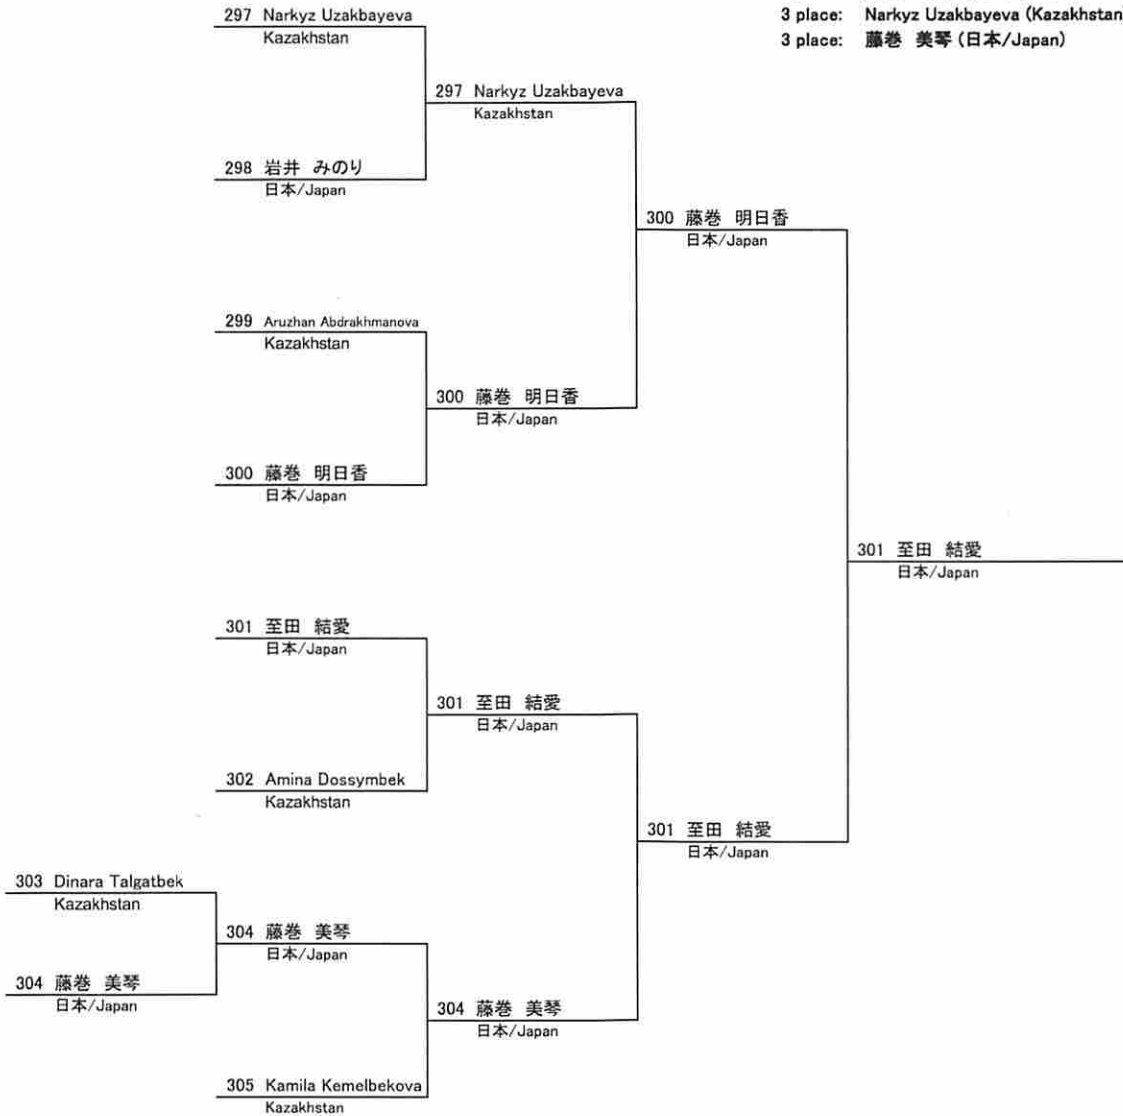 3 place: Narkyz Uzakbayeva (Kazakhstan
3 place: 藤巻 美琴 (日本/Japan)
297 Narkyz Uzakbayeva
Kazakhstan
297 Narkyz Uzakbayeva
Kazakhstan
298 岩井 みのり
日本/Japan
300 藤巻 明日香
日本/Japan
299 Aruzhan Abdrakhmanova
Kazakhstan
300 藤巻 明日香
日本/Japan
300 藤巻 明日香
日本/Japan
301 至田 結愛
日本/Japan
301 至田 結愛
日本/Japan
301 至田 結愛
日本/Japan
302 Amina Dossymbek
Kazakhstan
301 至田 結愛
日本/Japan
303 Dinara Talgatbek
Kazakhstan
304 藤巻 美琴
日本/Japan
304 藤巻 美琴
日本/Japan
304 藤巻 美琴
日本/Japan
305 Kamila Kemelbekova
Kazakhstan